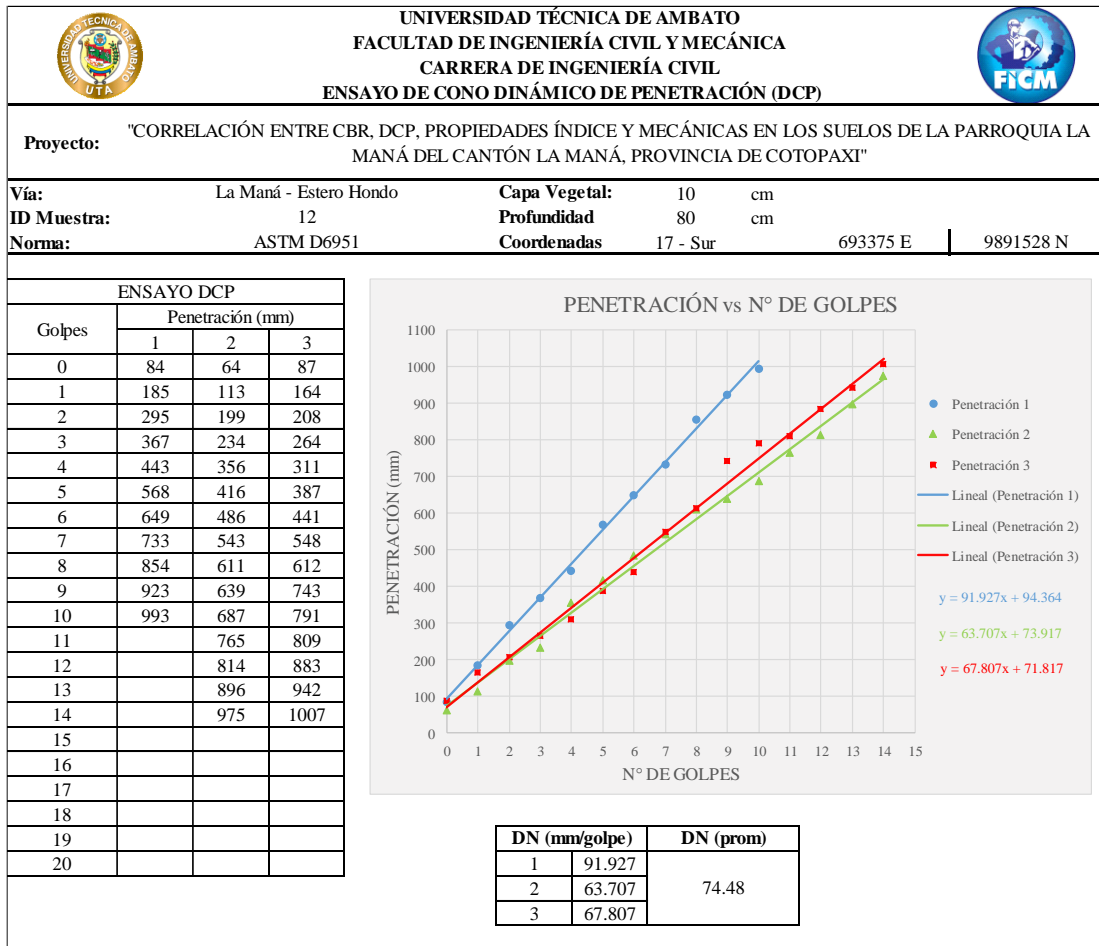 UNIVERSIDAD TÉCNICA DE AMBATO
FACULTAD DE INGENIERÍA CIVIL Y MECÁNICA
CARRERA DE INGENIERÍA CIVIL
ENSAYO DE CONO DINÁMICO DE PENETRACIÓN (DCP)
UNIVERSIDAD TECNICA DE AMBATO
UTA
FICM
Proyecto: "CORRELACIÓN ENTRE CBR, DCP, PROPIEDADES ÍNDICE Y MECÁNICAS EN LOS SUELOS DE LA PARROQUIA LA
MANÁ DEL CANTÓN LA MANÁ, PROVINCIA DE COTOPAXI"
Vía: La Maná - Estero Hondo Capa Vegetal: 10 cm
ID Muestra: 12 Profundidad 80 cm
Norma: ASTM D6951 Coordenadas 17 - Sur 693375 E 9891528 N
ENSAYO DCP
Golpes Penetración (mm)
1 2 3
0 84 64 87
1 185 113 164
2 295 199 208
3 367 234 264
4 443 356 311
5 568 416 387
6 649 486 441
7 733 543 548
8 854 611 612
9 923 639 743
10 993 687 791
11 765 809
12 814 883
13 896 942
14 975 1007
15
16
17
18
19
20
PENETRACIÓN vs N° DE GOLPES
PENETRACIÓN (mm)
1100
1000
900
800
700
600
500
400
300
200
100
0
0 1 2 3 4 5 6 7 8 9 10 11 12 13 14 15
N° DE GOLPES
Penetración 1
Penetración 2
Penetración 3
Lineal (Penetración 1)
Lineal (Penetración 2)
Lineal (Penetración 3)
y = 91.927x + 94.364
y = 63.707x + 73.917
y = 67.807x + 71.817
DN (mm/golpe) DN (prom)
1 91.927
2 63.707 74.48
3 67.807